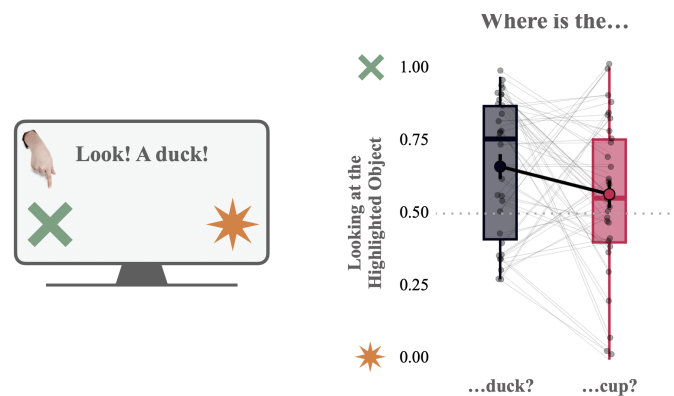 Look! A duck!
Where is the…
Looking at the
Highlighted Object
1.00
0.75
0.50
0.25
0.00
…duck?
…cup?